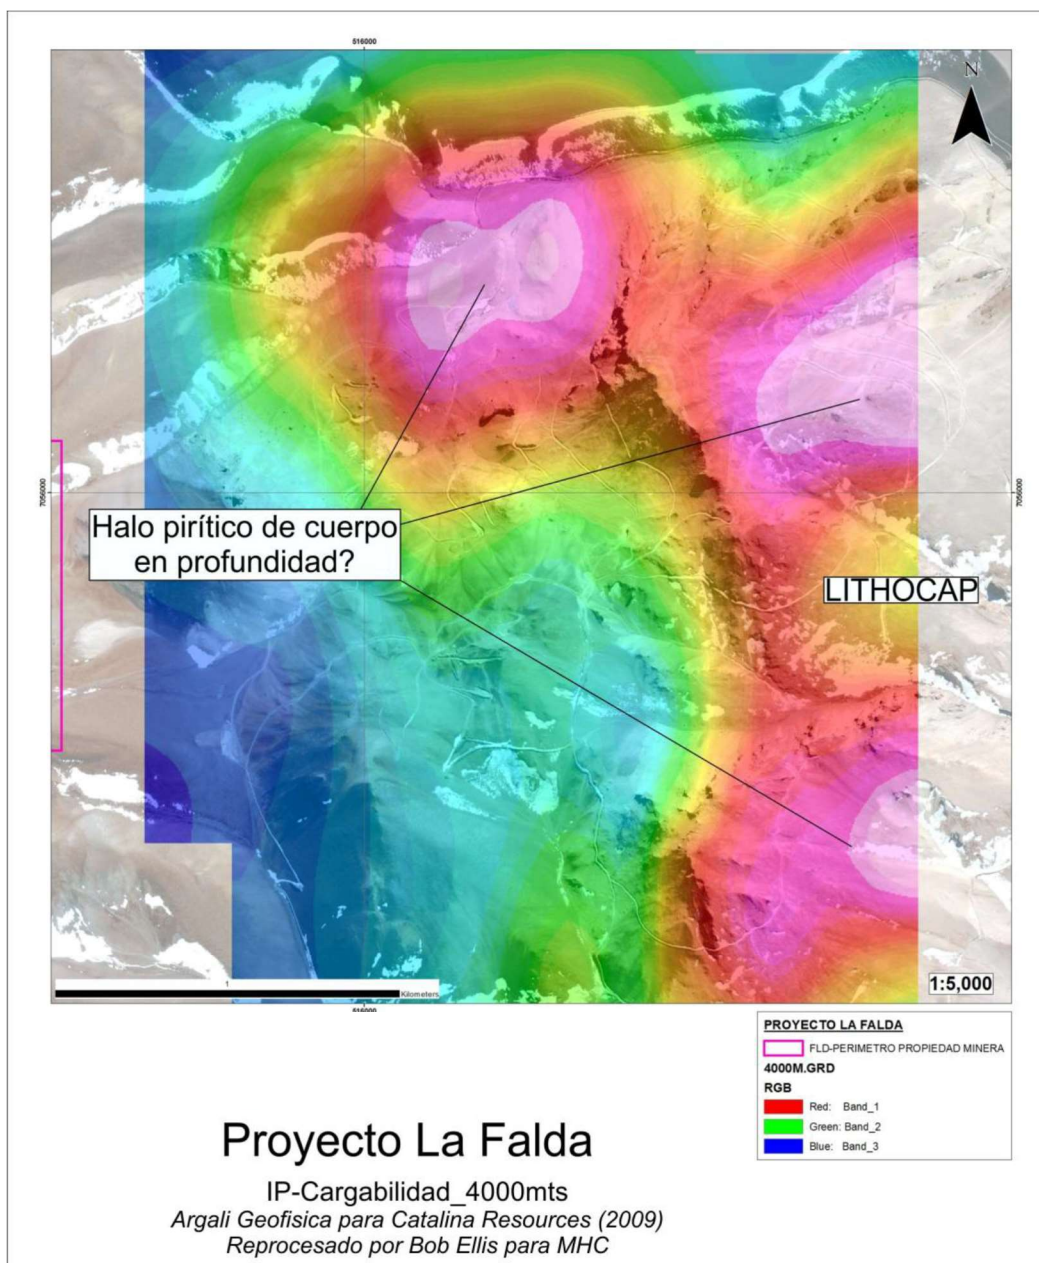 516000
N
7056000
7056000
Halo pirítico de cuerpo
en profundidad?
LITHOCAP
1
Kilometers
1:5,000
516000
PROYECTO LA FALDA
FLD-PERIMETRO PROPIEDAD MINERA
4000M.GRD
RGB
Red: Band_1
Green: Band_2
Blue: Band_3
Proyecto La Falda
IP-Cargabilidad_4000mts
Argali Geofisica para Catalina Resources (2009)
Reprocesado por Bob Ellis para MHC